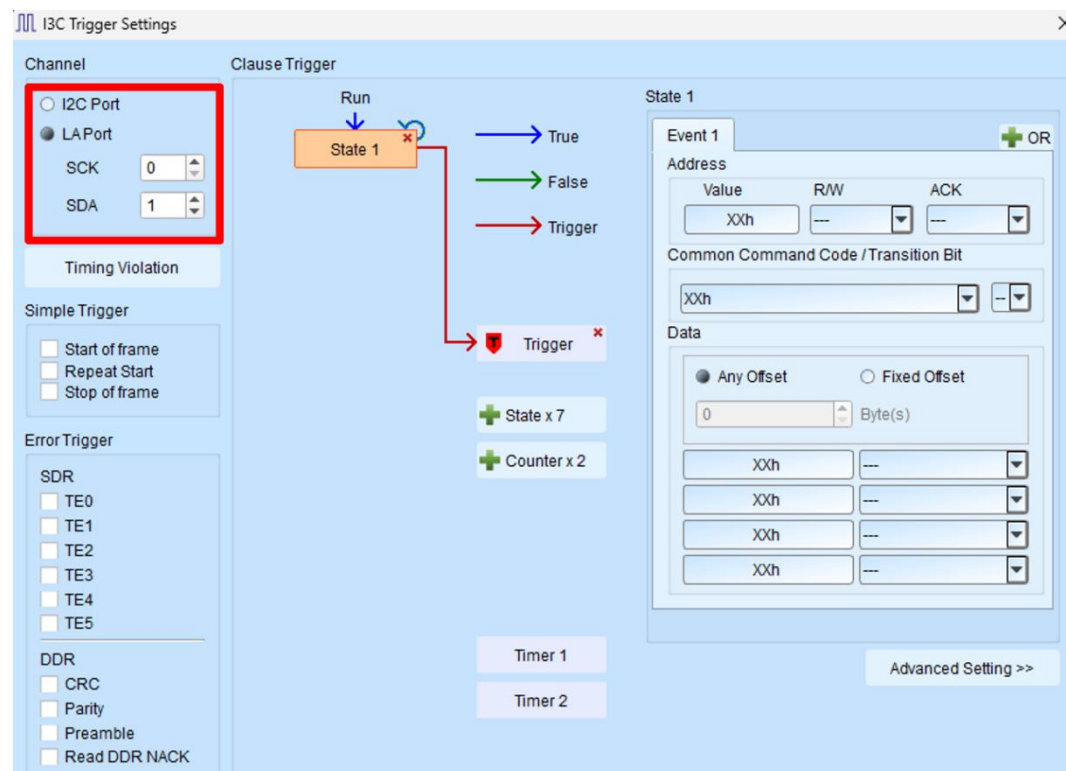 I3C Trigger Settings
Channel
I2C Port
LA Port
SCK 0
SDA 1
Timing Violation
Simple Trigger
Start of frame
Repeat Start
Stop of frame
Error Trigger
SDR
TE0
TE1
TE2
TE3
TE4
TE5
DDR
CRC
Parity
Preamble
Read DDR NACK
Clause Trigger
Run
State 1
True
False
Trigger
T Trigger
State x 7
Counter x 2
Timer 1
Timer 2
State 1
Event 1
OR
Address
Value R/W ACK
XXh --- ---
Common Command Code / Transition Bit
XXh --
Data
Any Offset Fixed Offset
0 Byte(s)
XXh ---
XXh ---
XXh ---
XXh ---
Advanced Setting >>